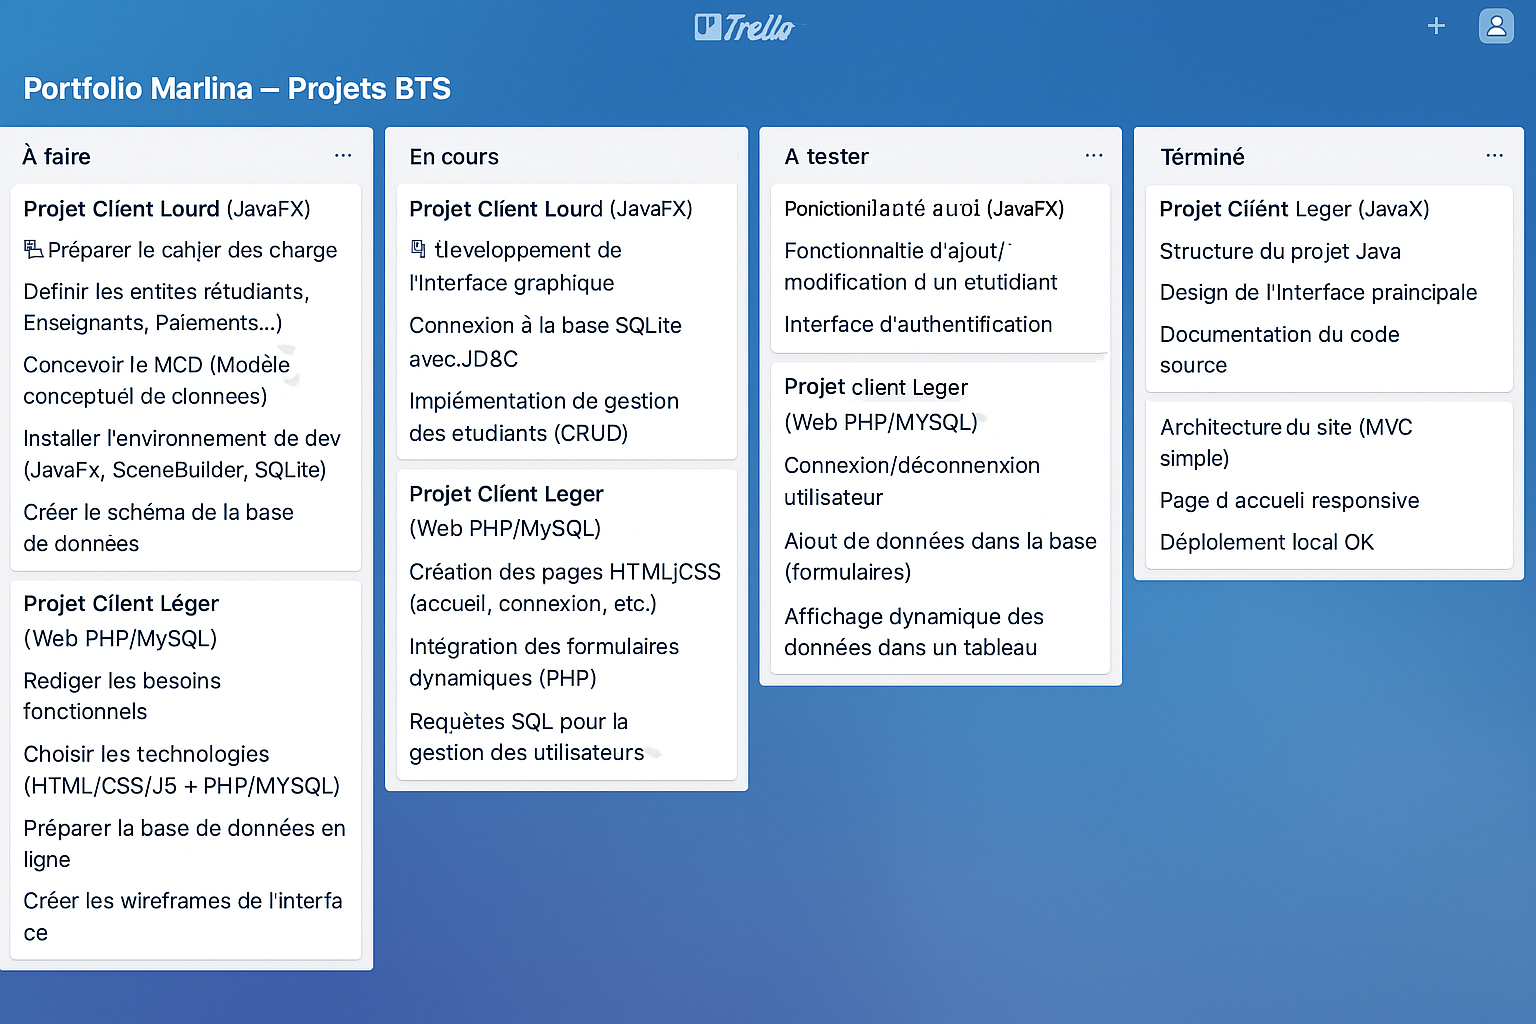 Trello
Portfolio Marlina – Projets BTS
À faire
Projet Clíent Lourd (JavaFX)
Préparer le cahier des charge
Definir les entites rétudiants,
Enseignants, Paíements...)
Concevoir le MCD (Modèle
conceptuél de clonnees)
Installer l'environnement de dev
(JavaFx, SceneBuilder, SQLite)
Créer le schéma de la base
de donnèes
Projet Cílent Léger
(Web PHP/MySQL)
Rediger les besoins
fonctionnels
Choisir les technologies
(HTML/CSS/J5 + PHP/MYSQL)
Préparer la base de données en
ligne
Créer les wireframes de l'interfa
ce
En cours
Projet Clíent Lourd (JavaFX)
tleveloppement de
l'Interface graphique
Connexion à la base SQLite
avec.JD8C
Impiémentation de gestion
des etudiants (CRUD)
Projet Clíent Leger
(Web PHP/MySQL)
Création des pages HTMLjCSS
(accueil, connexion, etc.)
Intégration des formulaires
dynamiques (PHP)
Requètes SQL pour la
gestion des utilisateurs
A tester
(JavaFX)
Fonctionnaltie d'ajout/
modification d un etutidiant
Interface d'authentification
Projet client Leger
(Web PHP/MYSQL)
Connexion/déconnenxion
utilisateur
Aiout de données dans la base
(formulaires)
Affichage dynamique des
données dans un tableau
Términé
Projet Cííént Leger (JavaX)
Structure du projet Java
Design de l'Interface praincipale
Documentation du code
source
Architecture du site (MVC
simple)
Page d accueli responsive
Déplolement local OK